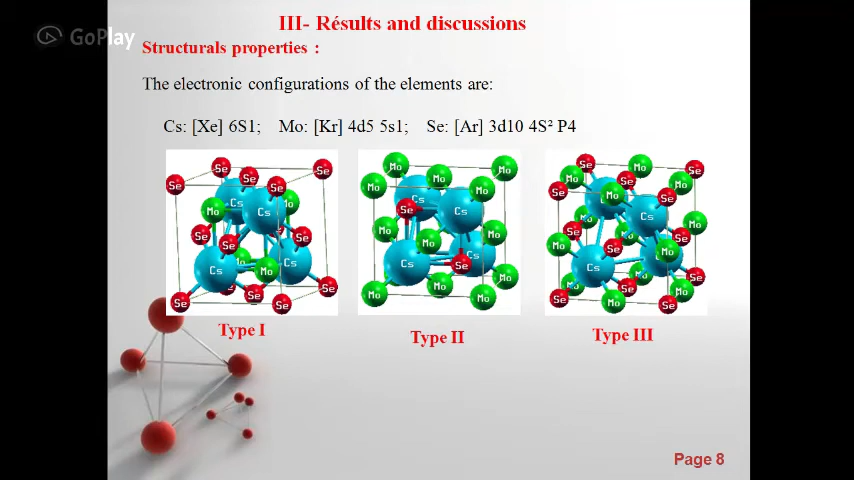 III- Résults and discussions
GoPlay
Structurals properties :
The electronic configurations of the elements are:
Cs: [Xe] 6S1; Mo: [Kr] 4d5 5s1; Se: [Ar] 3d10 4S² P4
Type I
Type II
Type III
Page 8